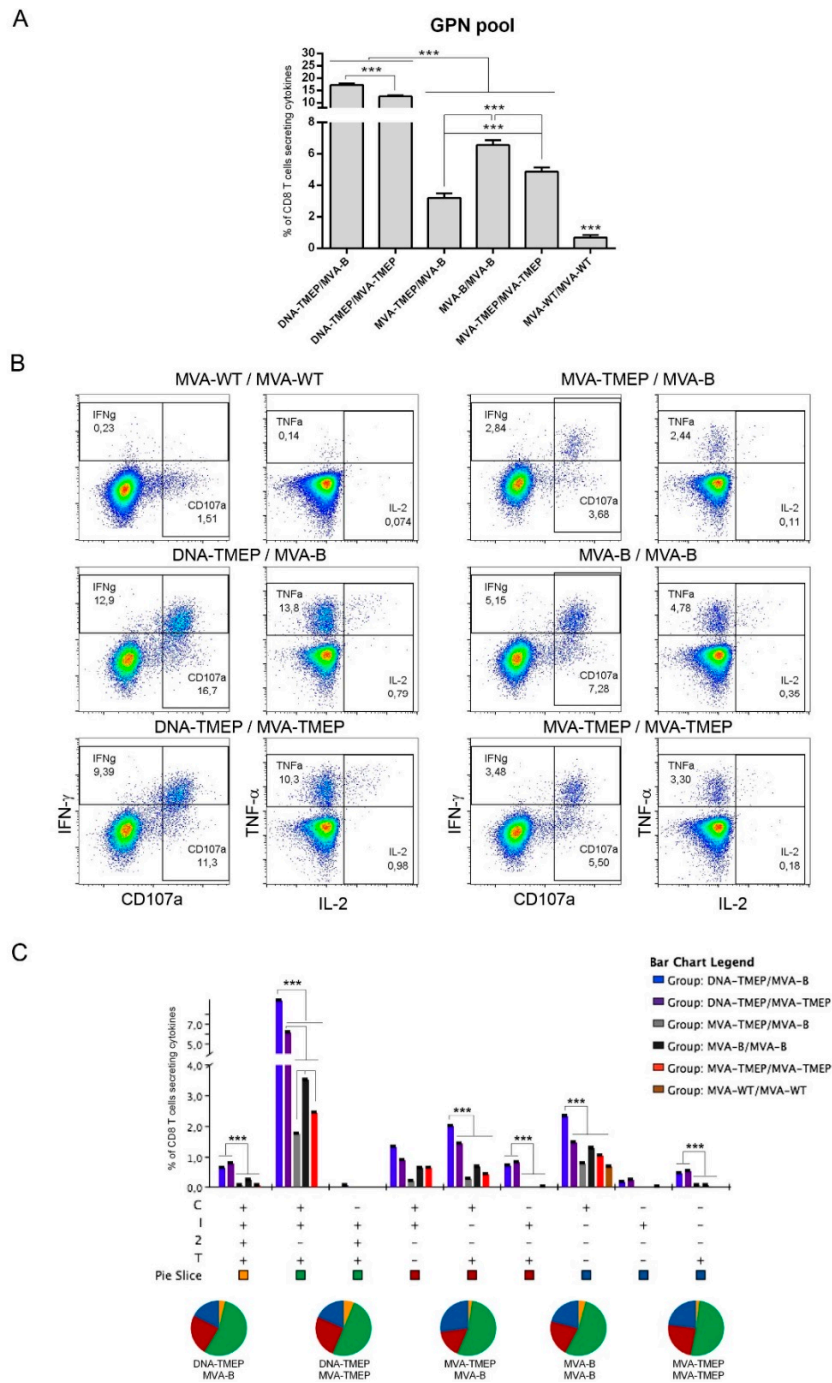 A
GPN pool
% of CD8 T cells secreting cytokines
30
25
20
15
10
8
6
4
2
0
***
***
***
***
***
DNA-TMEP/MVA-B
DNA-TMEP/MVA-TMEP
MVA-TMEP/MVA-B
MVA-B/MVA-B
MVA-TMEP/MVA-TMEP
MVA-WT/MVA-WT
B
MVA-WT / MVA-WT
MVA-TMEP / MVA-B
IFNg
0,23
CD107a
1,51
TNFa
0,14
IL-2
0,074
IFNg
2,84
CD107a
3,68
TNFa
2,44
IL-2
0,11
DNA-TMEP / MVA-B
MVA-B / MVA-B
IFNg
12,9
CD107a
16,7
TNFa
13,8
IL-2
0,79
IFNg
5,15
CD107a
7,28
TNFa
4,78
IL-2
0,36
DNA-TMEP / MVA-TMEP
MVA-TMEP / MVA-TMEP
IFNg
9,39
CD107a
11,3
TNFa
10,3
IL-2
0,98
IFNg
3,48
CD107a
5,50
TNFa
3,30
IL-2
0,18
IFN-γ
TNF-α
IFN-γ
TNF-α
CD107a
IL-2
CD107a
IL-2
C
Bar Chart Legend
Group: DNA-TMEP/MVA-B
Group: DNA-TMEP/MVA-TMEP
Group: MVA-TMEP/MVA-B
Group: MVA-B/MVA-B
Group: MVA-TMEP/MVA-TMEP
Group: MVA-WT/MVA-WT
% of CD8 T cells secreting cytokines
7,0
5,0
4,0
3,0
2,0
1,0
0,0
***
***
***
***
***
***
C + + - + + - + - -
I + + + + - + - + -
2 + - + - - - - - -
T + + + - + + - - +
Pie Slice
DNA-TMEP
MVA-B
DNA-TMEP
MVA-TMEP
MVA-TMEP
MVA-B
MVA-B
MVA-B
MVA-TMEP
MVA-TMEP